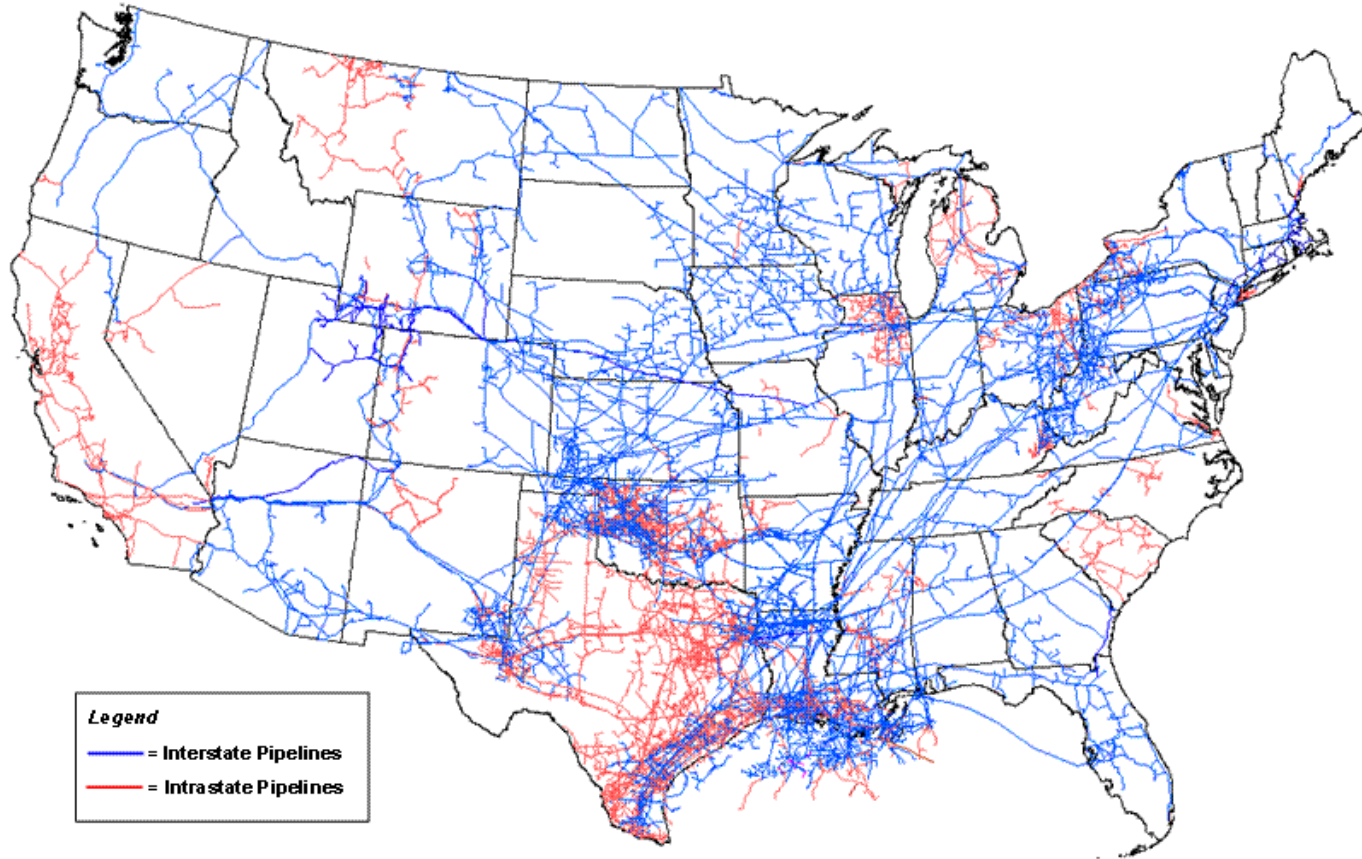 Legend
= Interstate Pipelines
= Intrastate Pipelines